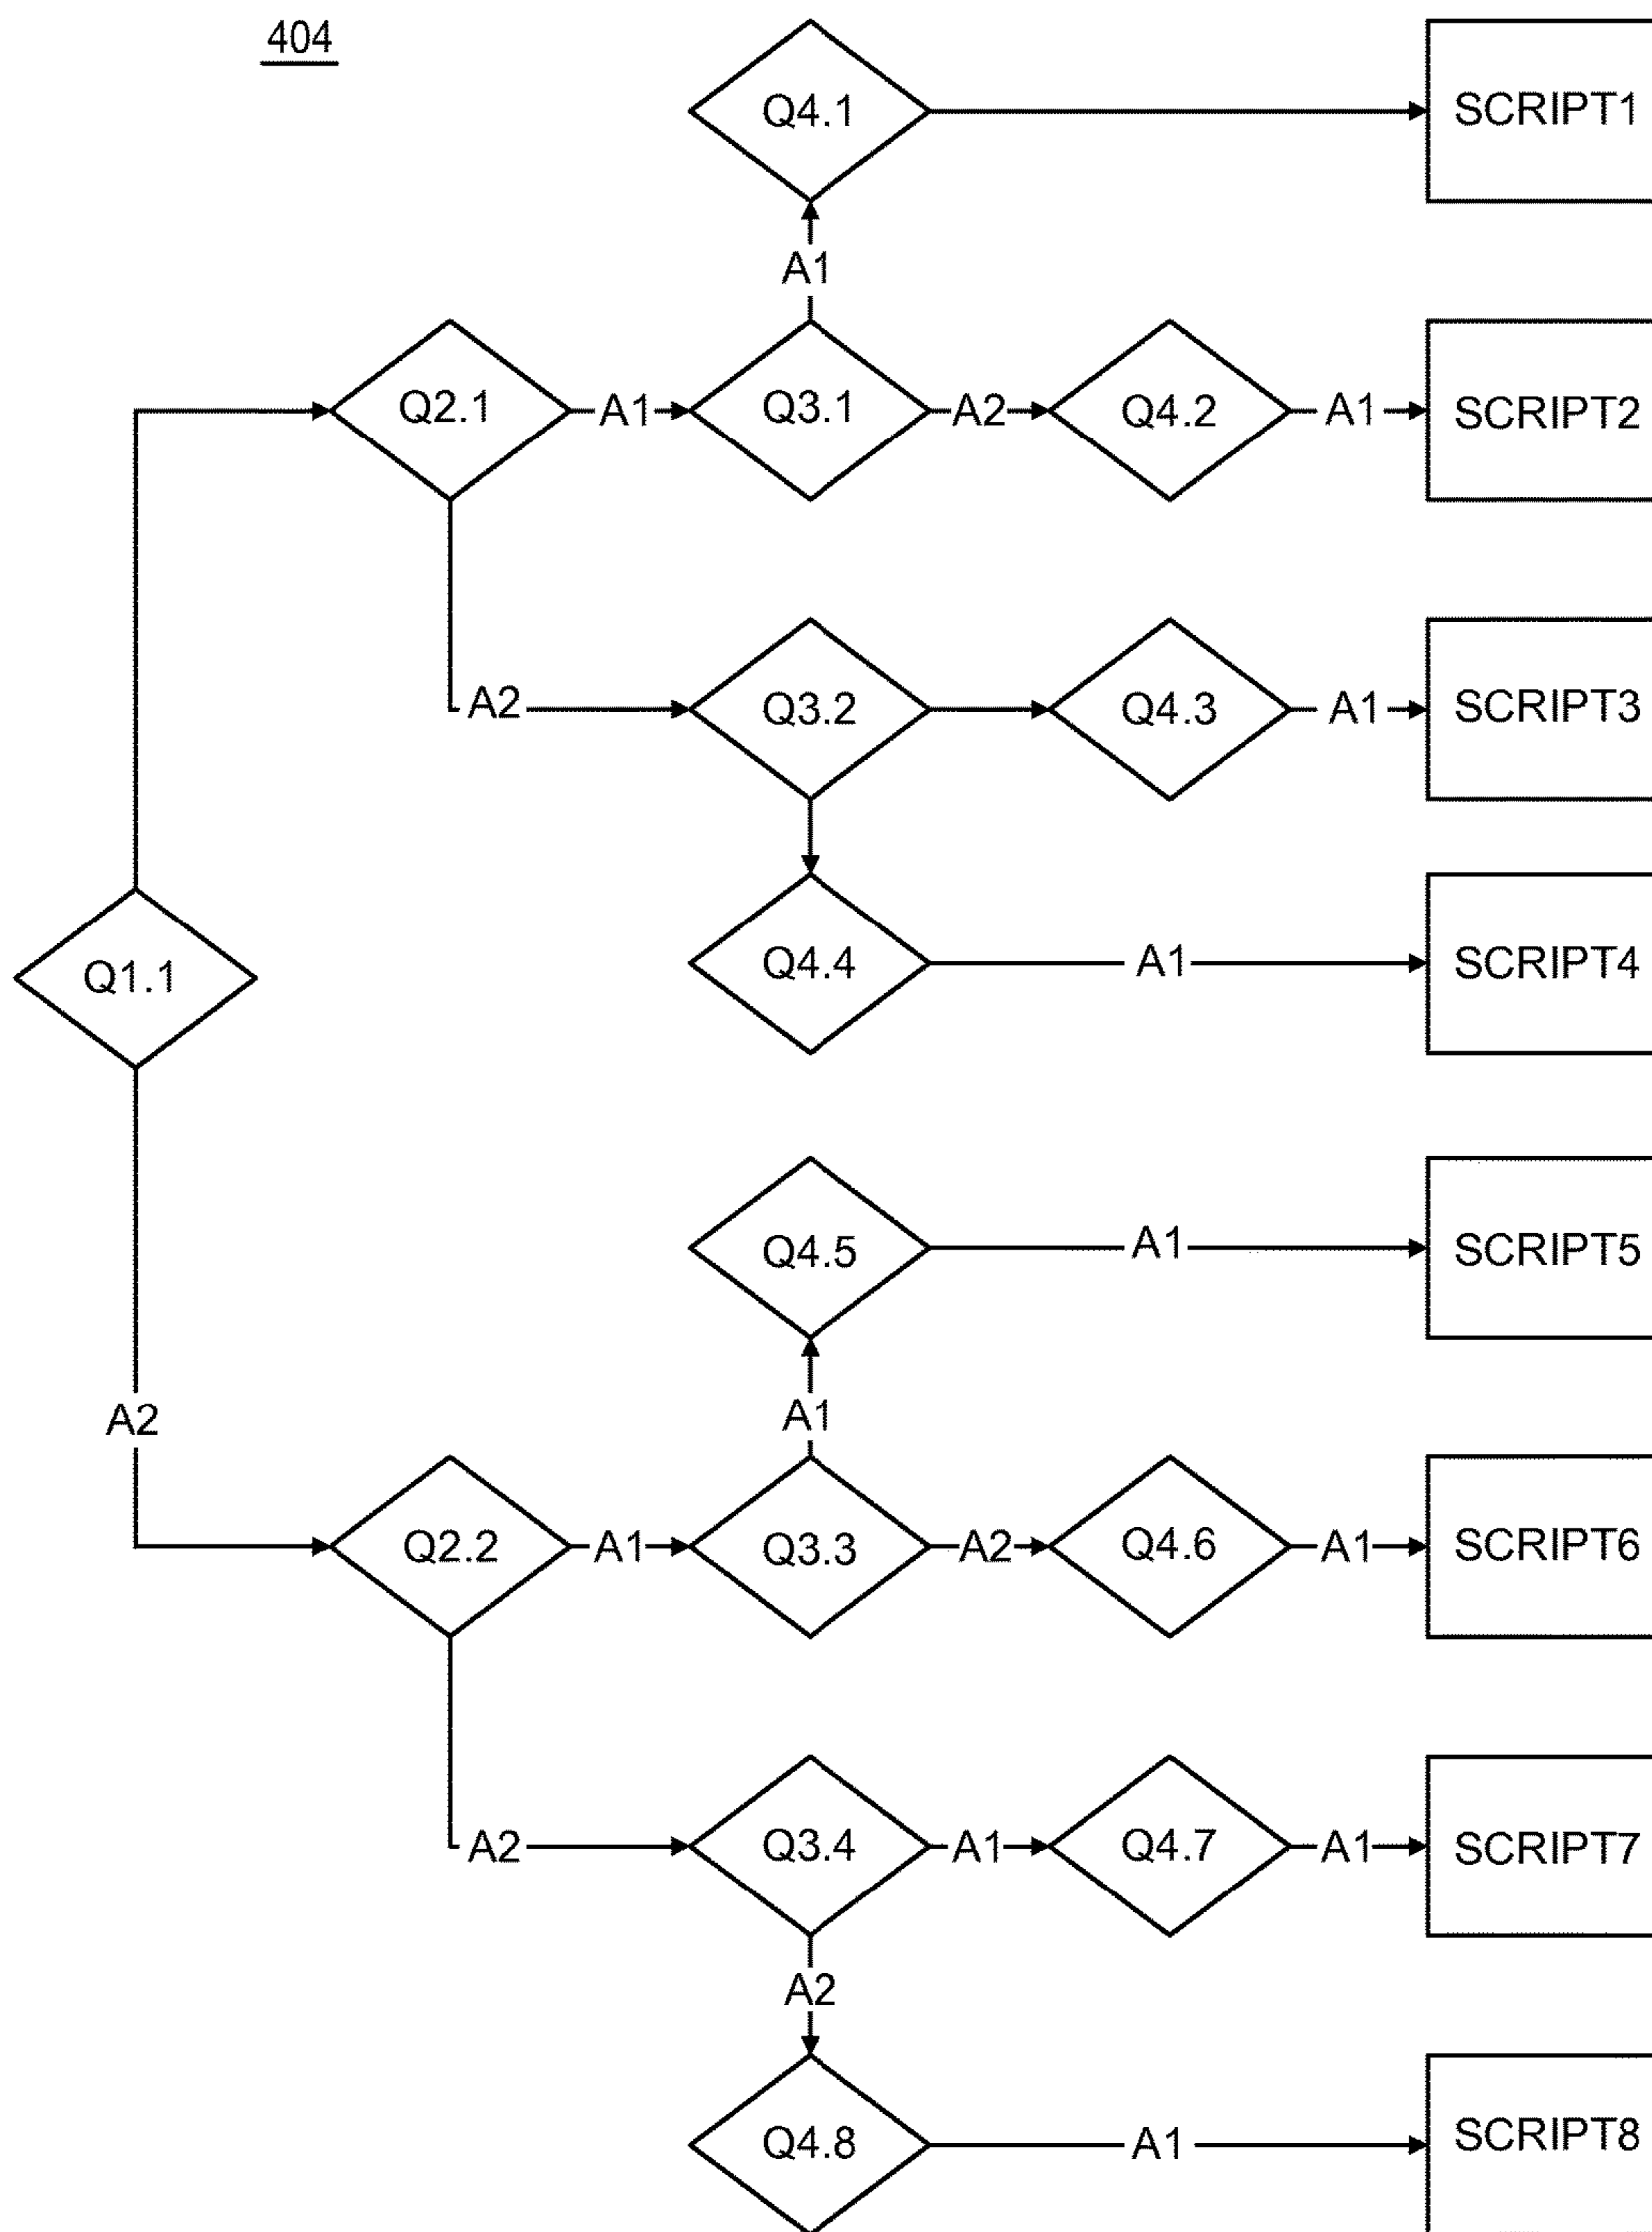 404
Q4.1
SCRIPT1
A1
Q2.1
A1
Q3.1
A2
Q4.2
A1
SCRIPT2
A2
Q3.2
Q4.3
A1
SCRIPT3
Q1.1
Q4.4
A1
SCRIPT4
Q4.5
A1
SCRIPT5
A2
A1
Q2.2
A1
Q3.3
A2
Q4.6
A1
SCRIPT6
A2
Q3.4
A1
Q4.7
A1
SCRIPT7
A2
Q4.8
A1
SCRIPT8